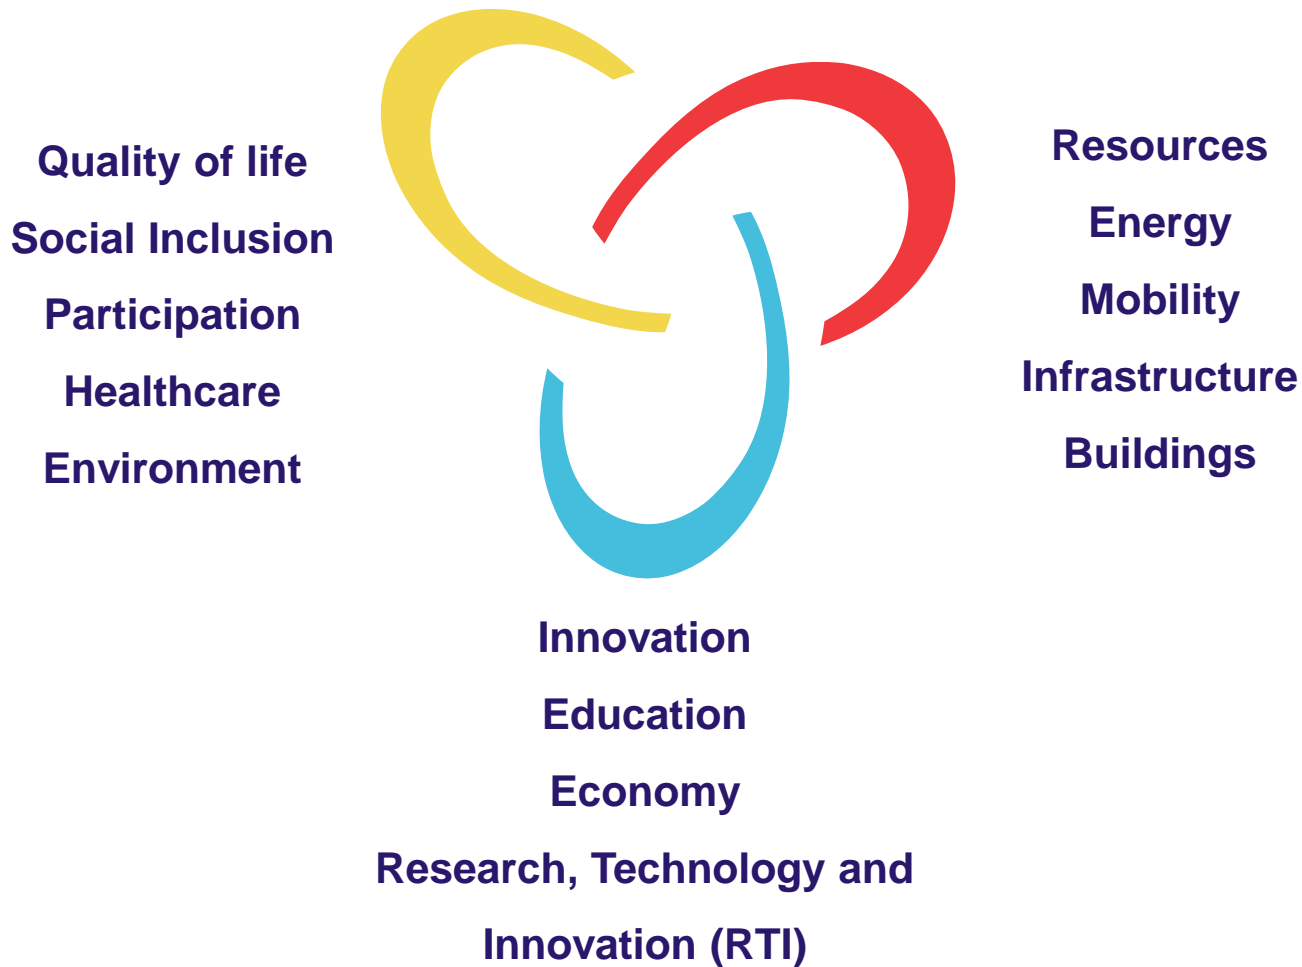 Quality of life
Social Inclusion
Participation
Healthcare
Environment
Resources
Energy
Mobility
Infrastructure
Buildings
Innovation
Education
Economy
Research, Technology and
Innovation (RTI)